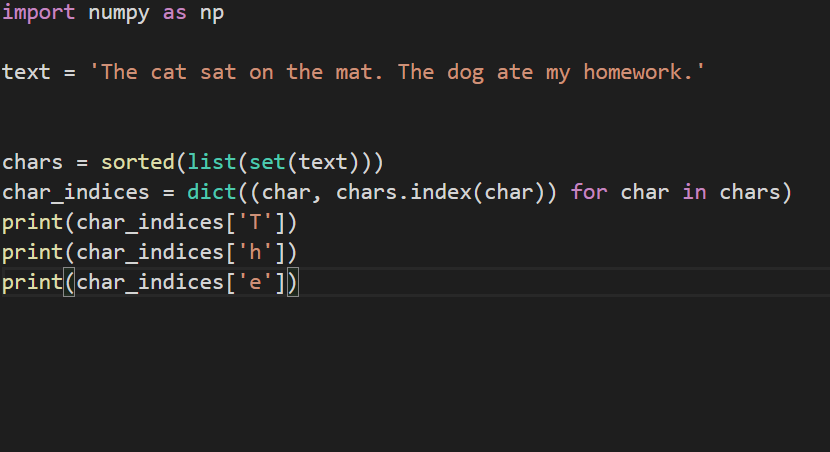 import numpy as np
text = 'The cat sat on the mat. The dog ate my homework.'
chars = sorted(list(set(text)))
char_indices = dict((char, chars.index(char)) for char in chars)
print(char_indices['T'])
print(char_indices['h'])
print(char_indices['e'])